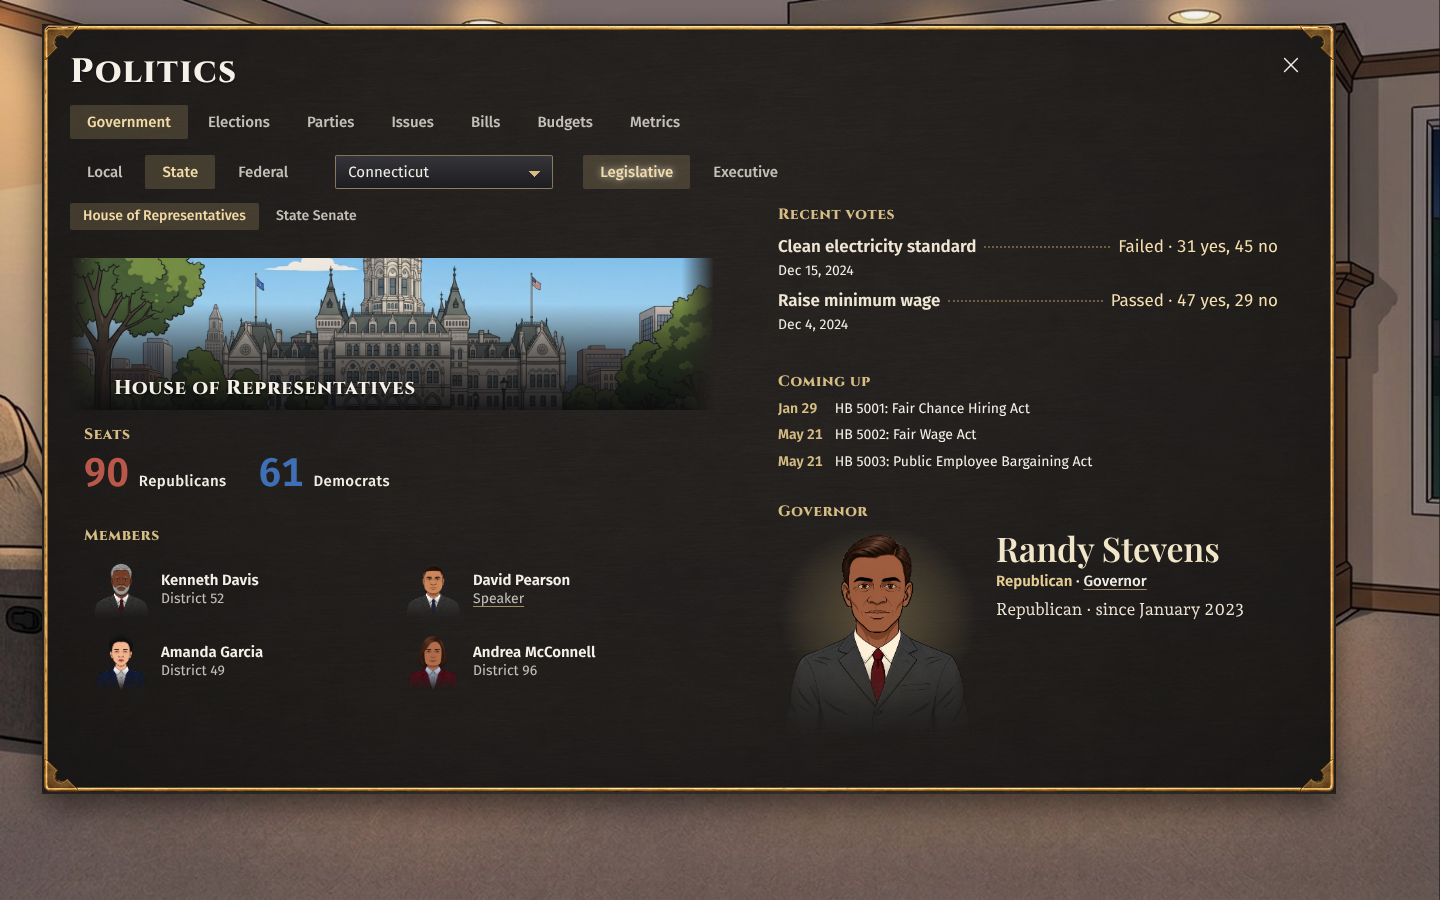 Politics
Government Elections Parties Issues Bills Budgets Metrics
Local State Federal Connecticut Legislative Executive
House of Representatives State Senate
House of Representatives
Seats
90 Republicans 61 Democrats
Members
Kenneth Davis
District 52
David Pearson
Speaker
Amanda Garcia
District 49
Andrea McConnell
District 96
Recent votes
Clean electricity standard Failed · 31 yes, 45 no
Dec 15, 2024
Raise minimum wage Passed · 47 yes, 29 no
Dec 4, 2024
Coming up
Jan 29 HB 5001: Fair Chance Hiring Act
May 21 HB 5002: Fair Wage Act
May 21 HB 5003: Public Employee Bargaining Act
Governor
Randy Stevens
Republican · Governor
Republican · since January 2023